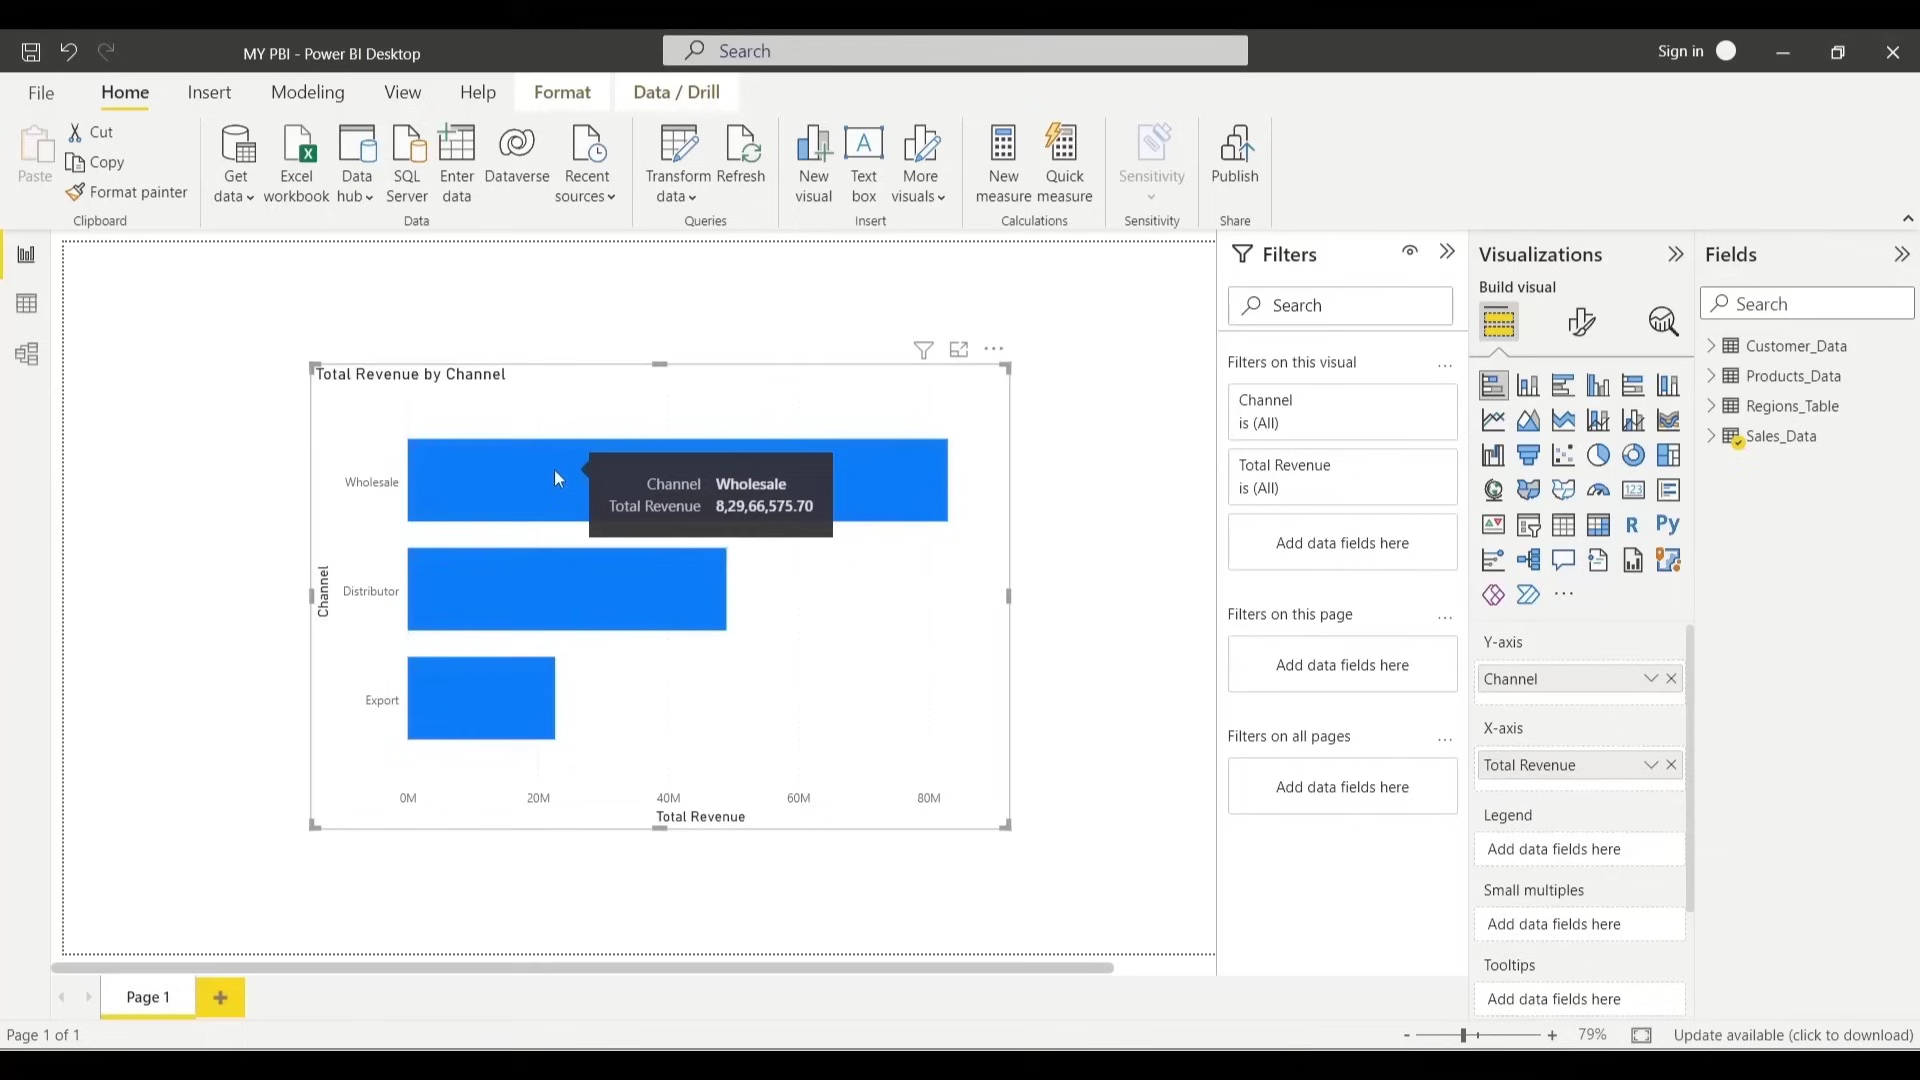 MY PBI - Power BI Desktop
Search
Sign in
File
Home
Insert
Modeling
View
Help
Format
Data / Drill
Paste
Cut
Copy
Format painter
Clipboard
Get data
Excel workbook
Data hub
SQL Server
Enter data
Dataverse
Recent sources
Data
Transform data
Refresh
Queries
New visual
Text box
More visuals
Insert
New measure
Quick measure
Calculations
Sensitivity
Sensitivity
Publish
Share
Total Revenue by Channel
Channel
Wholesale
Distributor
Export
Channel Wholesale
Total Revenue 8,29,66,575.70
0M 20M 40M 60M 80M
Total Revenue
Filters
Search
Filters on this visual
Channel
is (All)
Total Revenue
is (All)
Add data fields here
Filters on this page
Add data fields here
Filters on all pages
Add data fields here
Visualizations
Build visual
R
Py
123
Y-axis
Channel
X-axis
Total Revenue
Legend
Add data fields here
Small multiples
Add data fields here
Tooltips
Add data fields here
Fields
Search
Customer_Data
Products_Data
Regions_Table
Sales_Data
Page 1
Page 1 of 1
79%
Update available (click to download)